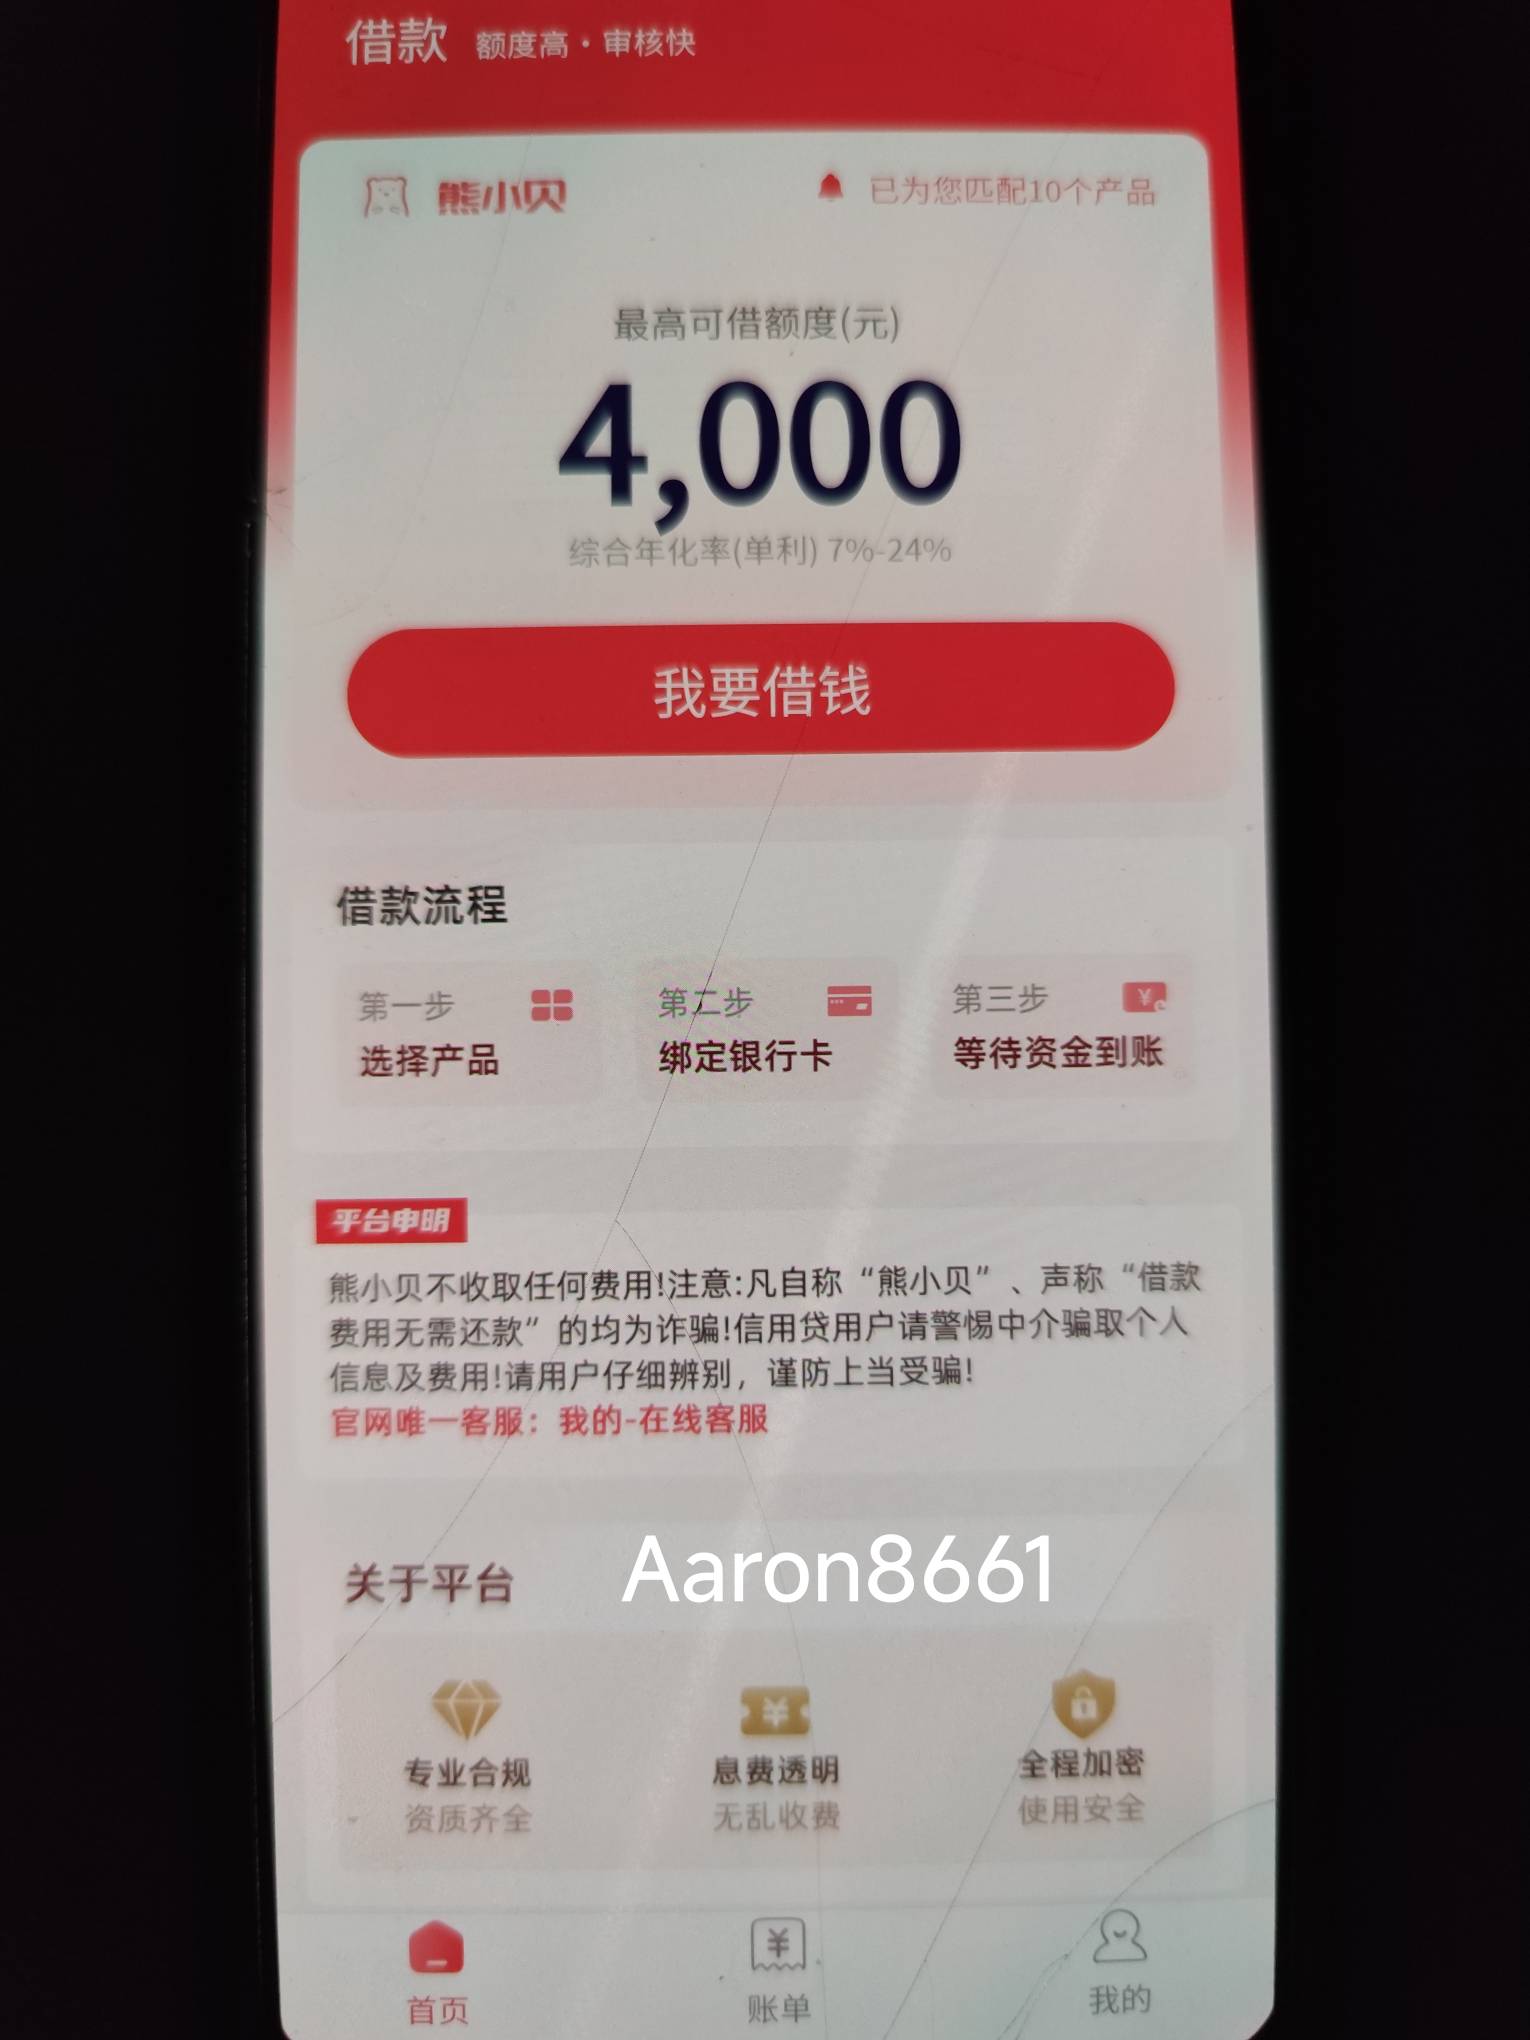 借款 额度高·审核快
熊小贝 已为您匹配10个产品
最高可借额度(元)
4,000
综合年化率(单利) 7%-24%
我要借钱
借款流程
第一步 第二步 第三步
选择产品 绑定银行卡 等待资金到账
平台申明
熊小贝不收取任何费用!注意:凡自称“熊小贝”、声称“借款
费用无需还款”的均为诈骗!信用贷用户请警惕中介骗取个人
信息及费用!请用户仔细辨别，谨防上当受骗!
官网唯一客服：我的-在线客服
关于平台 Aaron8661
专业合规 息费透明 全程加密
资质齐全 无乱收费 使用安全
首页 账单 我的